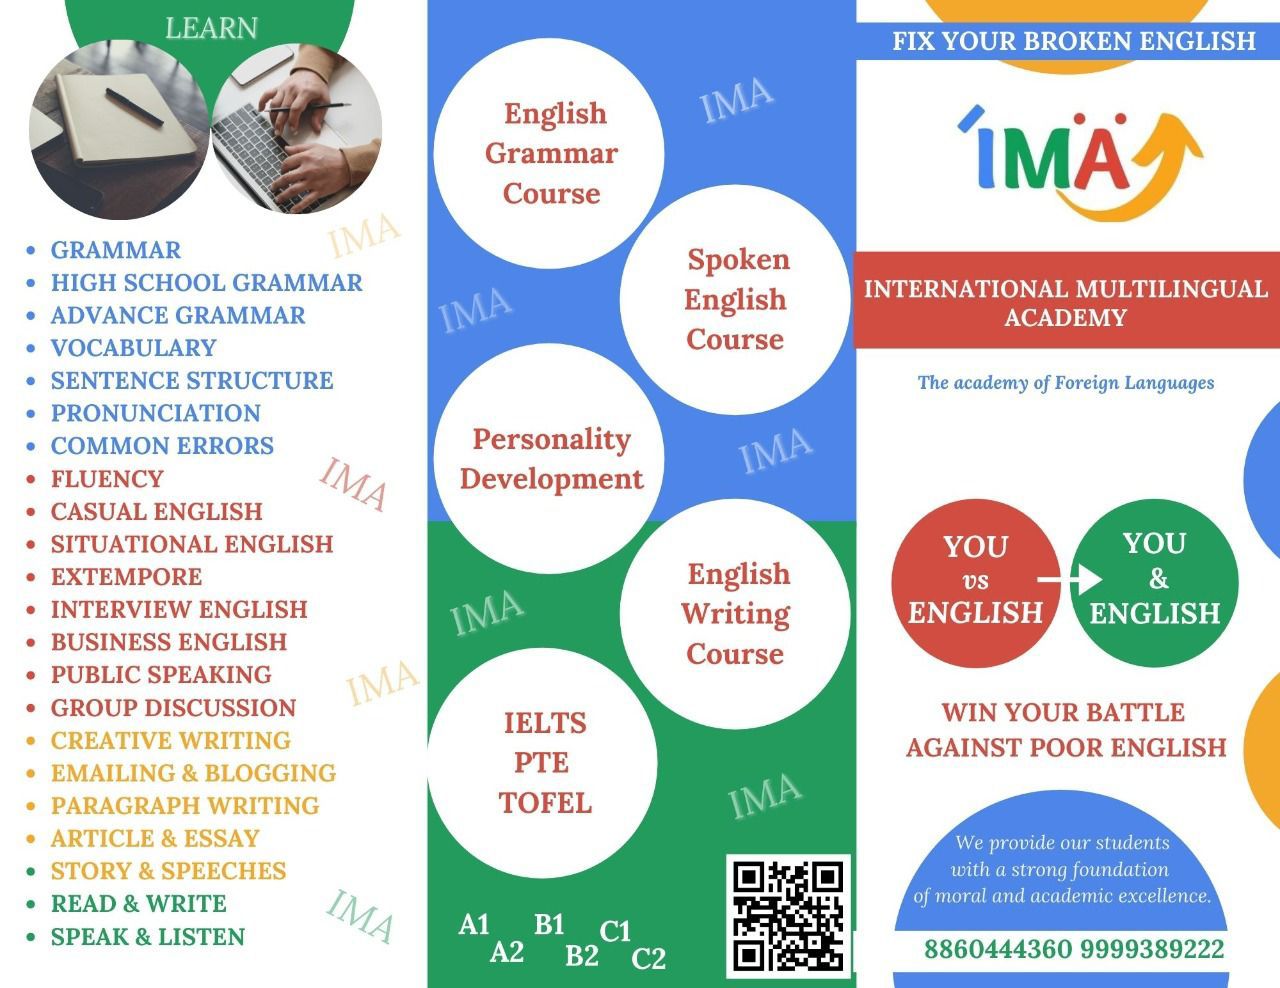 LEARN
IMA
GRAMMAR
HIGH SCHOOL GRAMMAR
ADVANCE GRAMMAR
VOCABULARY
SENTENCE STRUCTURE
PRONUNCIATION
COMMON ERRORS
FLUENCY
IMA
CASUAL ENGLISH
SITUATIONAL ENGLISH
EXTEMPORE
INTERVIEW ENGLISH
BUSINESS ENGLISH
PUBLIC SPEAKING
IMA
GROUP DISCUSSION
CREATIVE WRITING
EMAILING & BLOGGING
PARAGRAPH WRITING
ARTICLE & ESSAY
STORY & SPEECHES
READ & WRITE
IMA
SPEAK & LISTEN
English
Grammar
Course
IMA
Spoken
English
Course
IMA
Personality
Development
IMA
English
Writing
Course
IMA
IELTS
PTE
TOFEL
IMA
A1 B1 C1
A2 B2 C2
FIX YOUR BROKEN ENGLISH
IMA
INTERNATIONAL MULTILINGUAL
ACADEMY
The academy of Foreign Languages
YOU
vs
ENGLISH
YOU
&
ENGLISH
WIN YOUR BATTLE
AGAINST POOR ENGLISH
We provide our students
with a strong foundation
of moral and academic excellence.
8860444360 9999389222